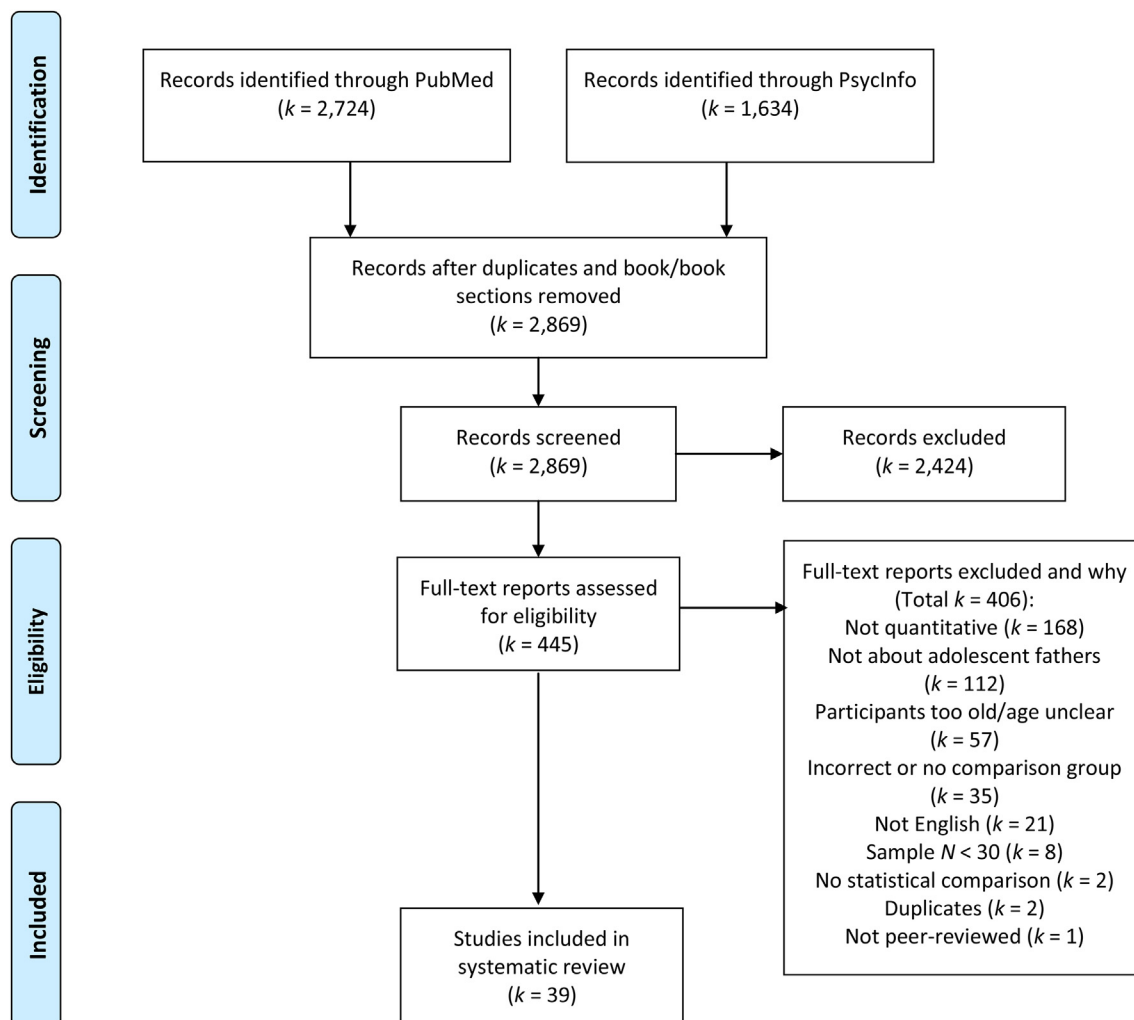 Identification
Records identified through PubMed
(k = 2,724)
Records identified through PsycInfo
(k = 1,634)
Records after duplicates and book/book
sections removed
(k = 2,869)
Screening
Records screened
(k = 2,869)
Records excluded
(k = 2,424)
Eligibility
Full-text reports assessed
for eligibility
(k = 445)
Full-text reports excluded and why
(Total k = 406):
Not quantitative (k = 168)
Not about adolescent fathers
(k = 112)
Participants too old/age unclear
(k = 57)
Incorrect or no comparison group
(k = 35)
Not English (k = 21)
Sample N < 30 (k = 8)
No statistical comparison (k = 2)
Duplicates (k = 2)
Not peer-reviewed (k = 1)
Included
Studies included in
systematic review
(k = 39)